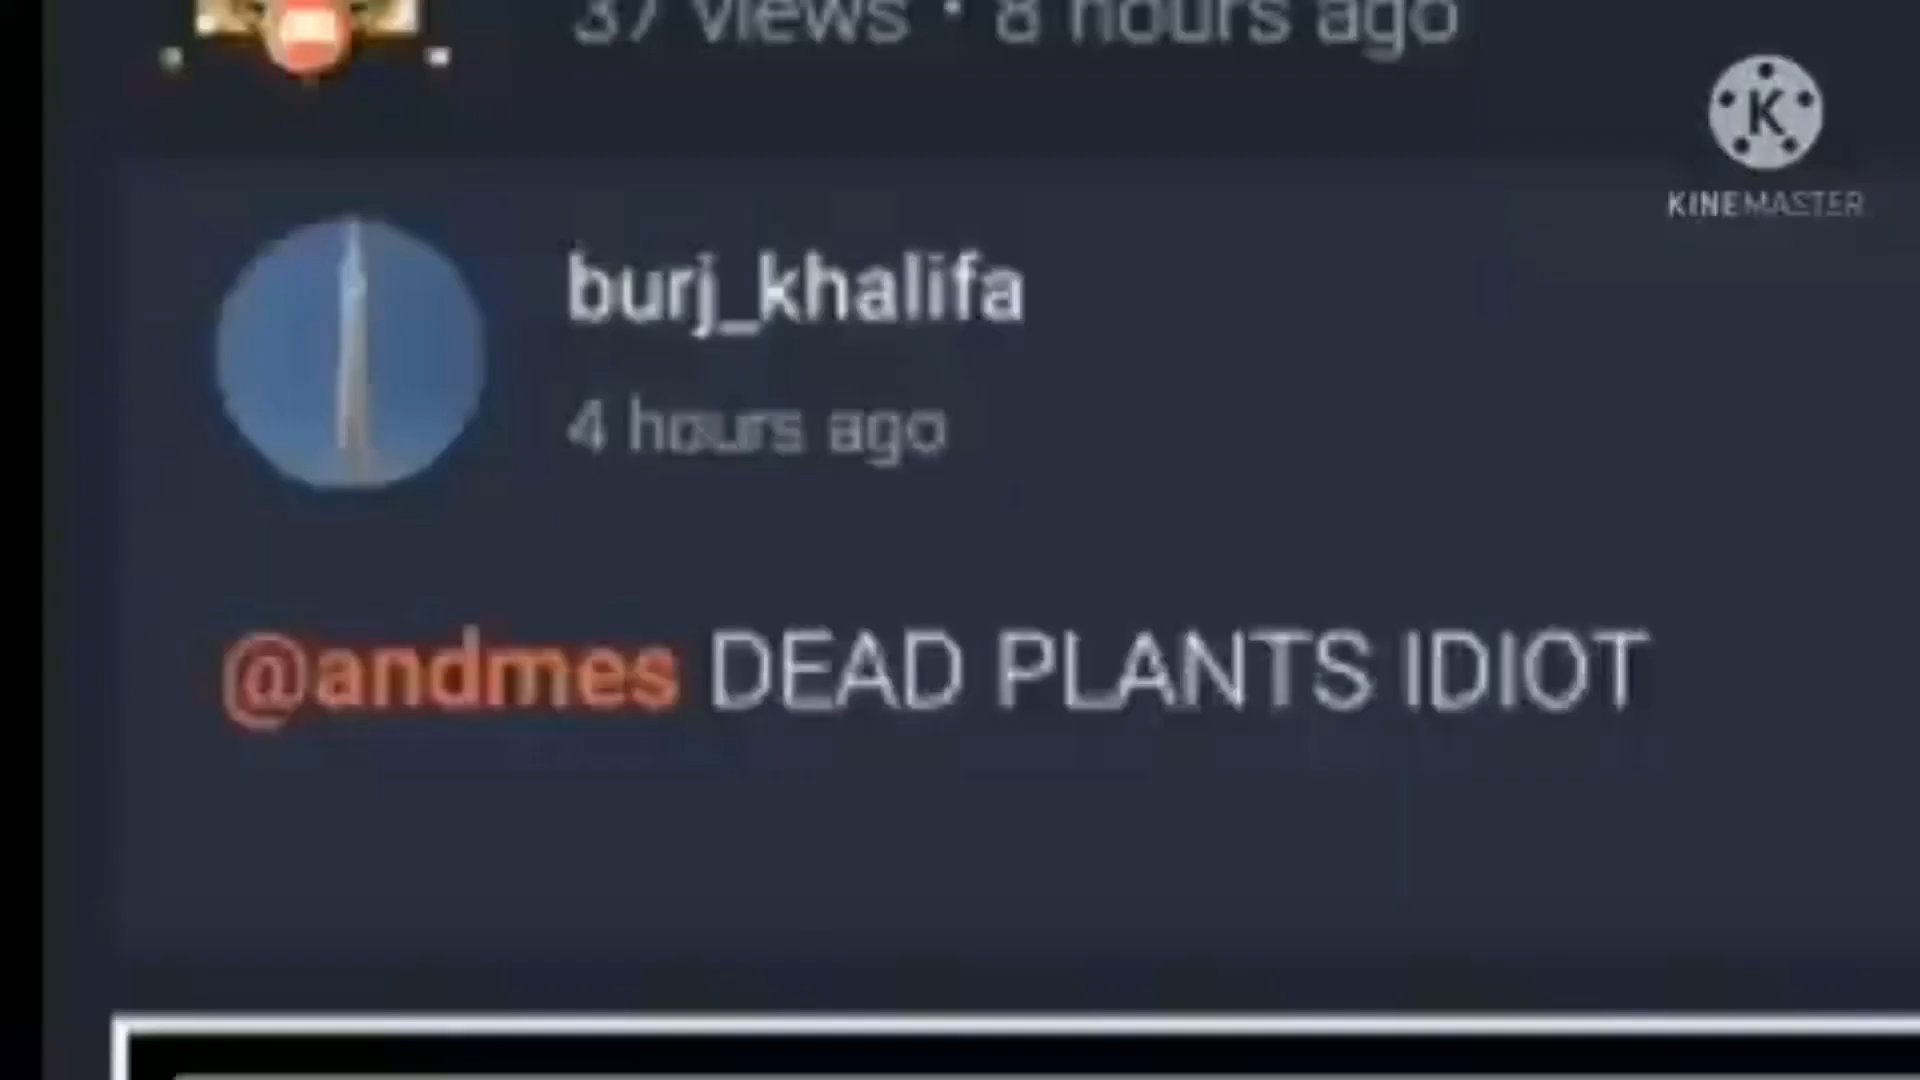 37 views • 8 hours ago
K
KINEMASTER
burj_khalifa
4 hours ago
@andmes DEAD PLANTS IDIOT